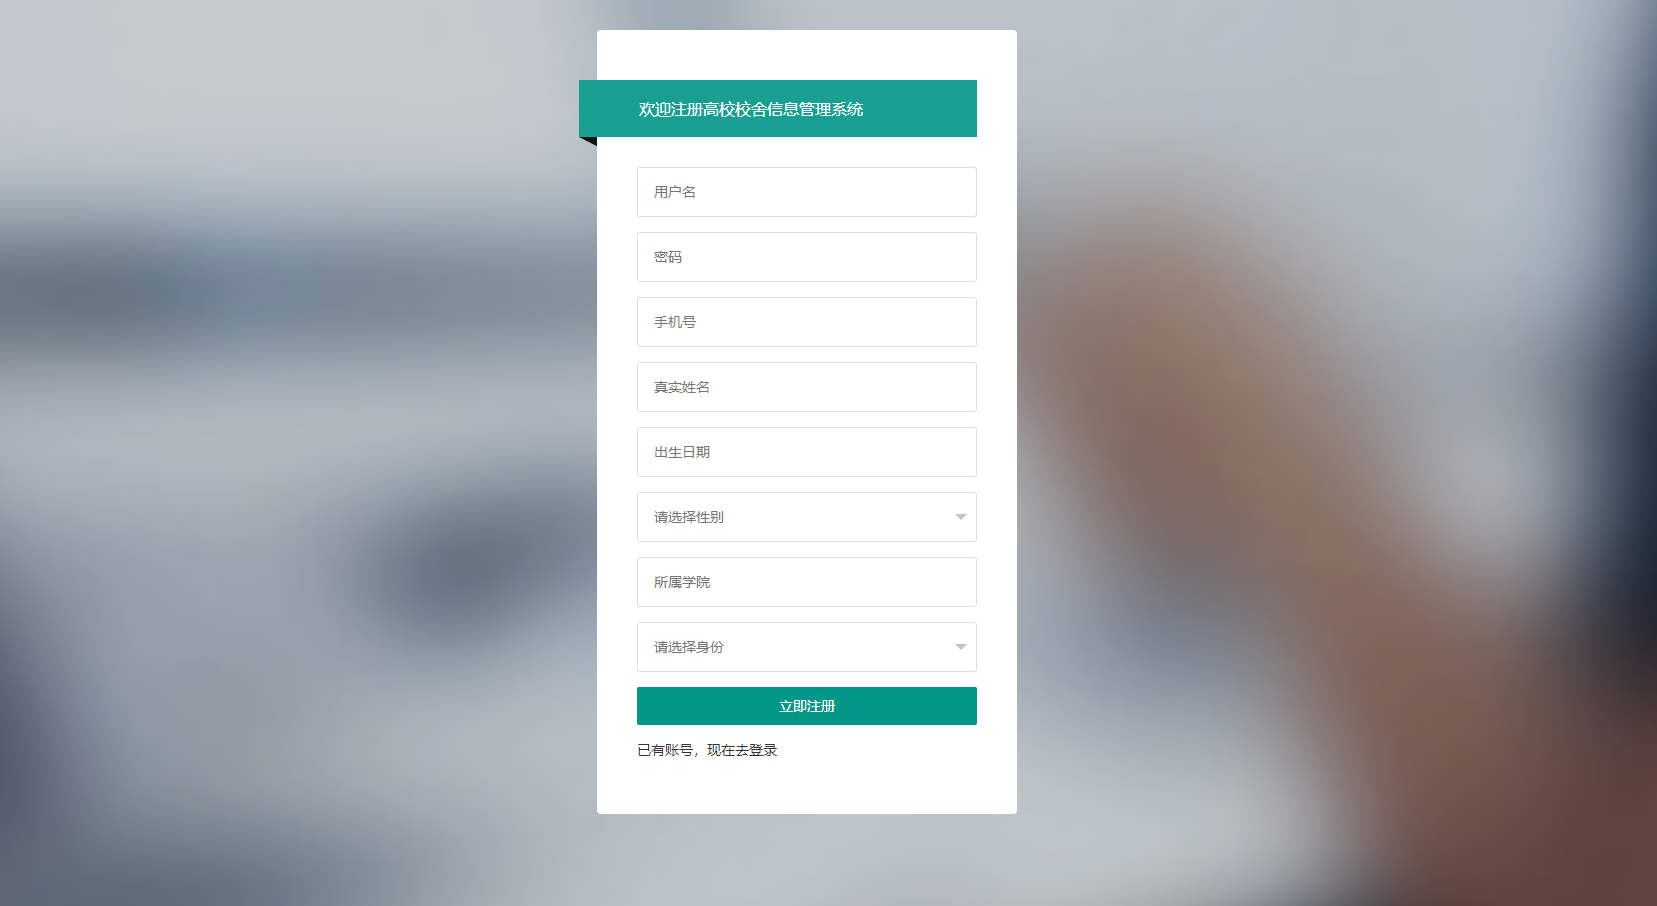 欢迎注册高校校舍信息管理系统
用户名
密码
手机号
真实姓名
出生日期
请选择性别
所属学院
请选择身份
立即注册
已有账号，现在去登录